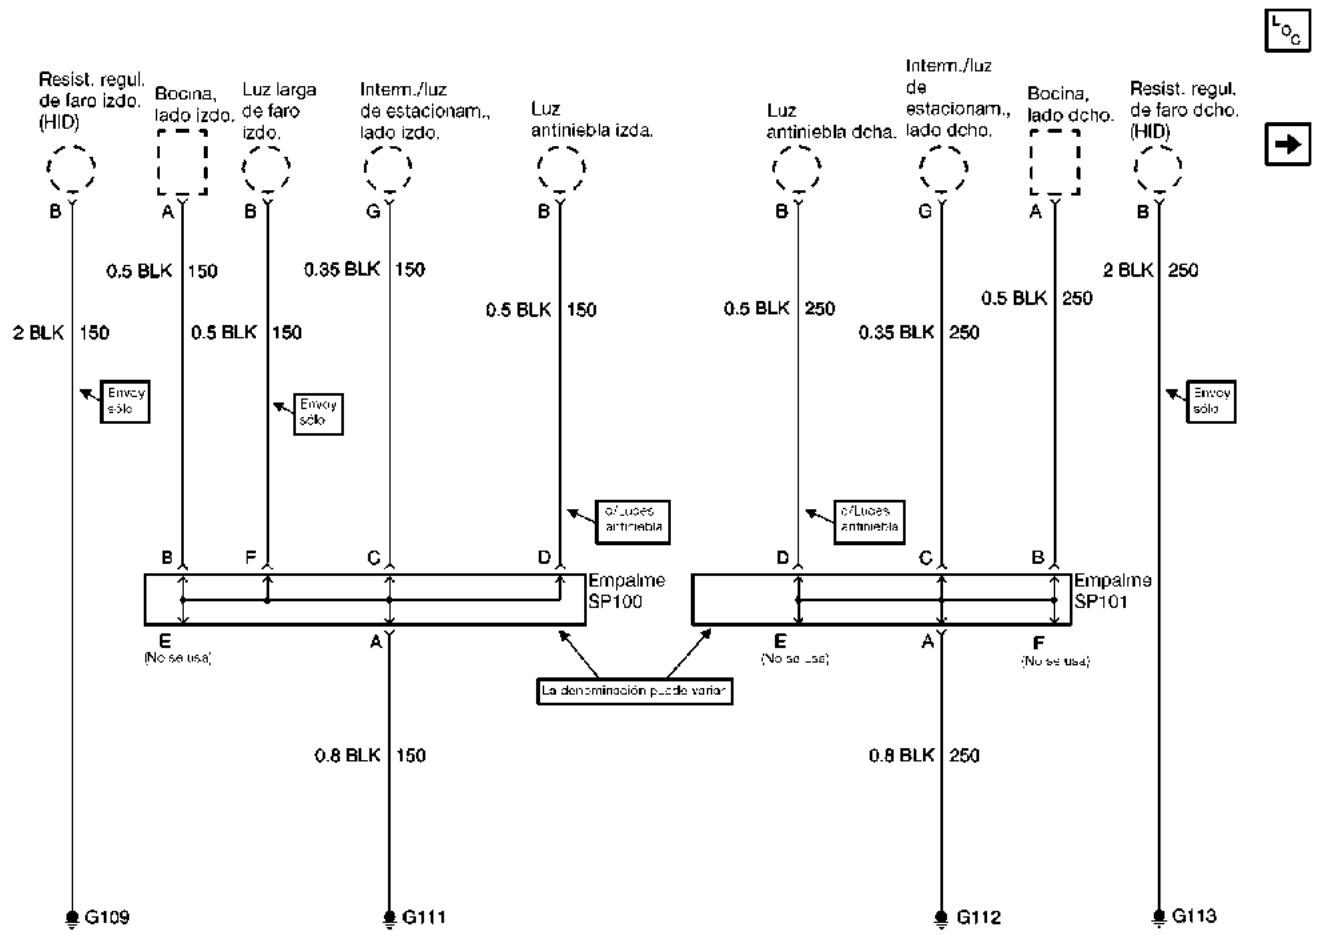 LOC
Resist. regul.
de faro izdo.
(HID)
Bocina,
lado izdo.
Luz larga
de faro
izdo.
Interm./luz
de estacionam.,
lado izdo.
Luz
antiniebla izda.
Luz
antiniebla dcha.
Interm./luz
de
estacionam.,
lado dcho.
Bocina,
lado dcho.
Resist. regul.
de faro dcho.
(HID)
B
A
B
G
B
B
G
A
B
0.5 BLK 150
0.35 BLK 150
2 BLK 250
0.5 BLK 250
0.5 BLK 150
0.5 BLK 250
2 BLK 150
0.5 BLK 150
0.35 BLK 250
Envoy
sólo
Envoy
sólo
Envoy
sólo
c/Luces
antiniebla
c/Luces
antiniebla
B
F
C
D
D
C
B
Empalme
SP100
Empalme
SP101
E
(No se usa)
A
E
(No se usa)
A
F
(No se usa)
La denominación puede variar
0.8 BLK 150
0.8 BLK 250
G109
G111
G112
G113